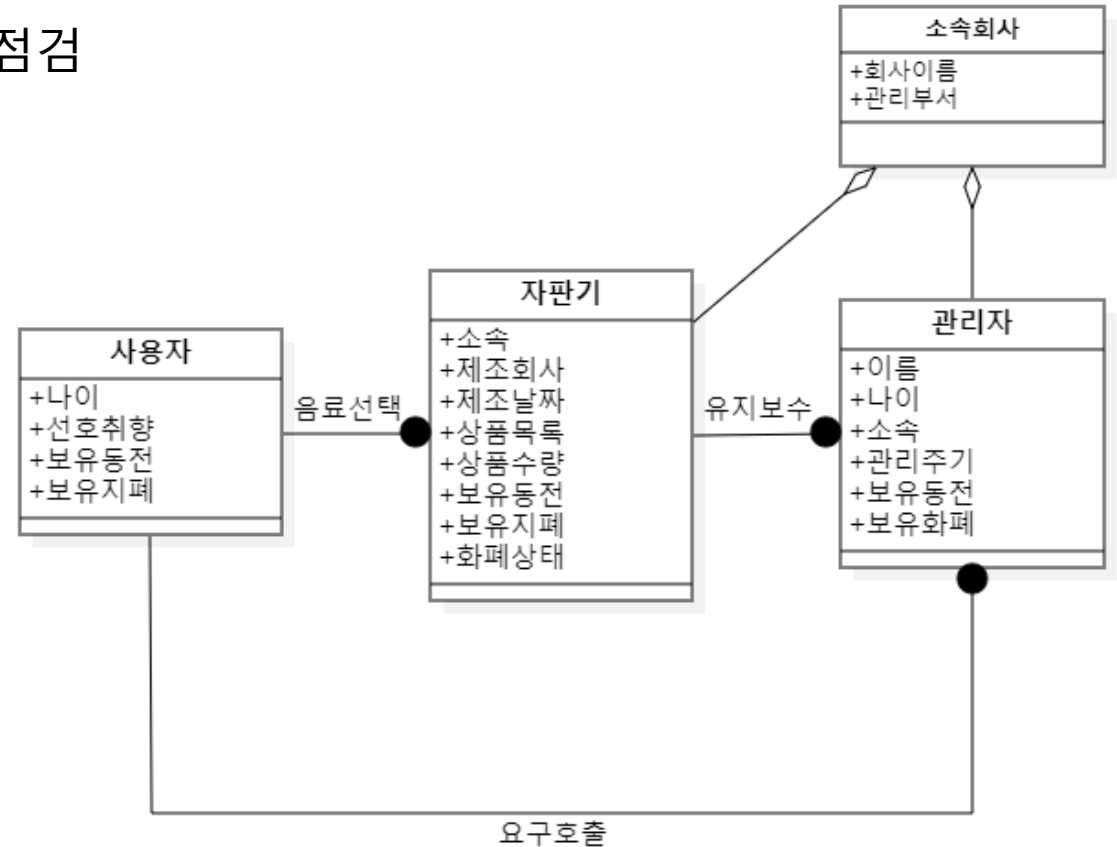 점검
소속회사
+회사이름
+관리부서
자판기
+소속
+제조회사
+제조날짜
+상품목록
+상품수량
+보유동전
+보유지폐
+화폐상태
관리자
+이름
+나이
+소속
+관리주기
+보유동전
+보유화폐
사용자
+나이
+선호취향
+보유동전
+보유지폐
음료선택
유지보수
요구호출